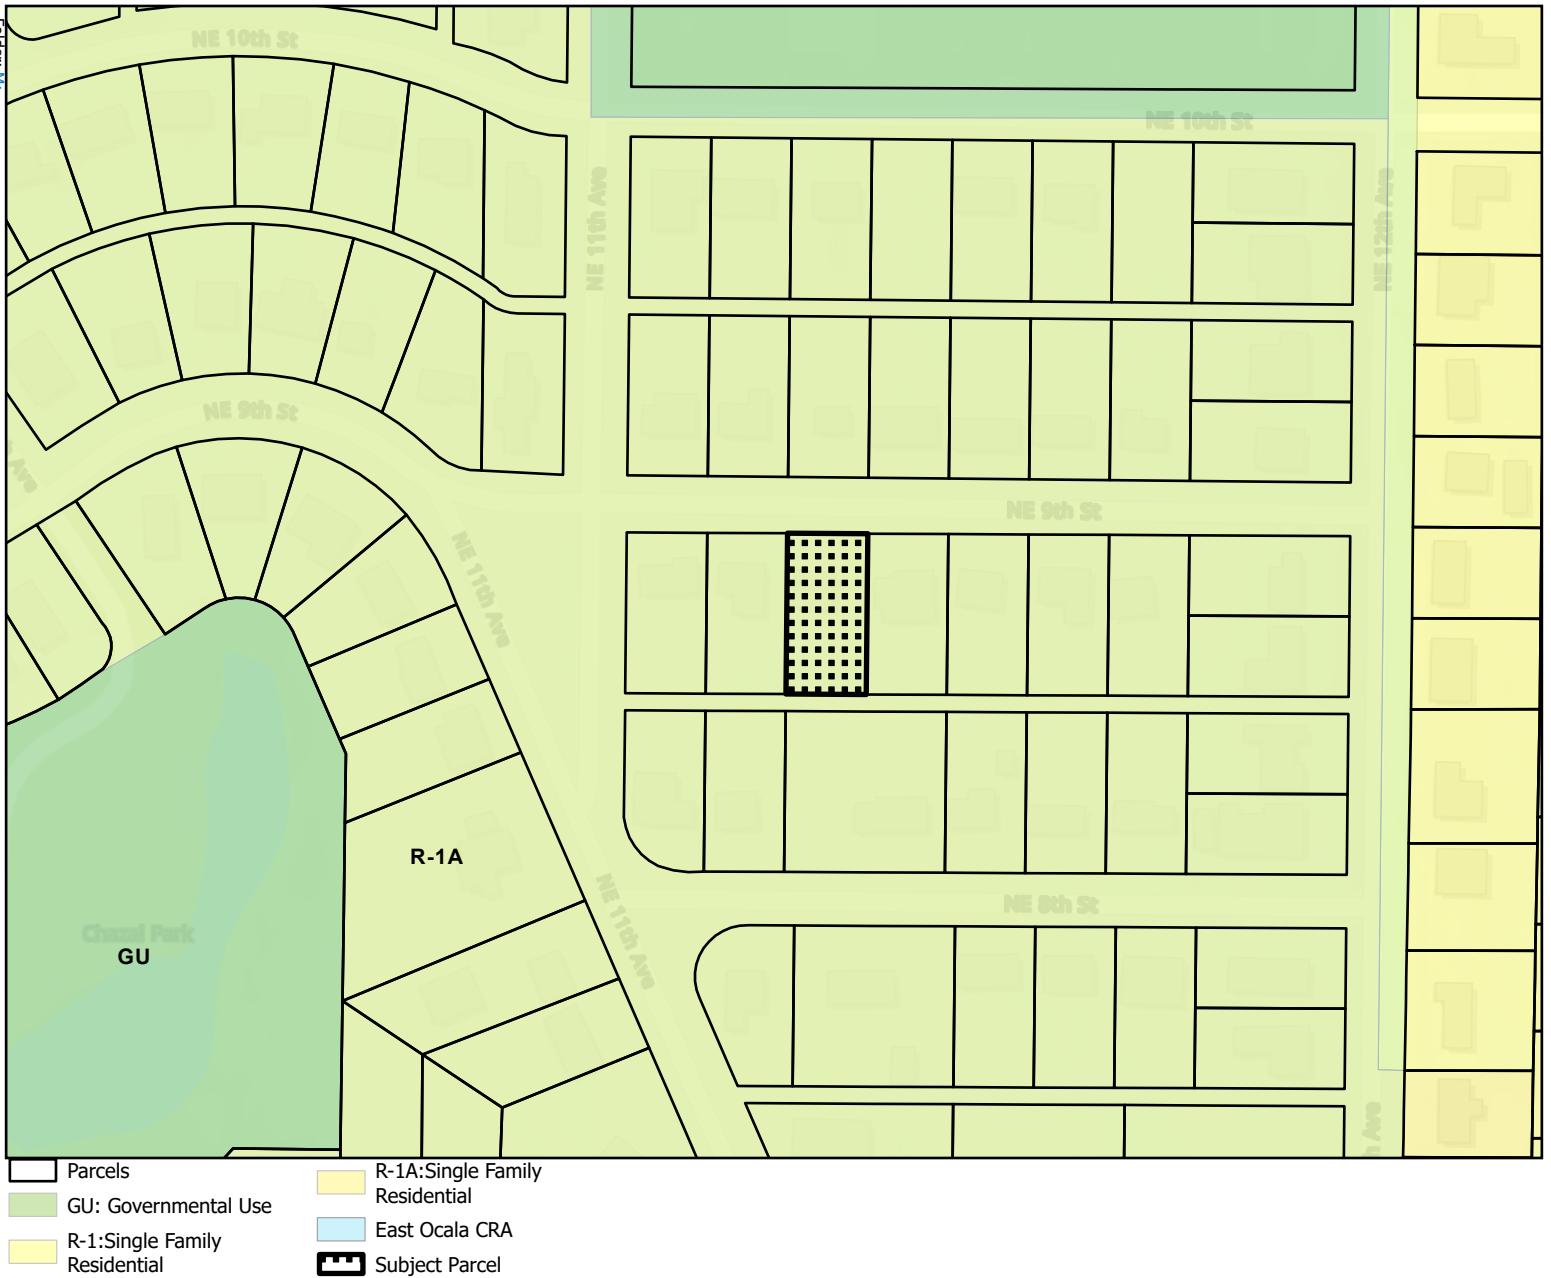 NE 10th St
NE 10th St
NE 11th Ave
NE 12th Ave
NE 9th St
Ave
NE 9th St
NE 11th Ave
R-1A
Chazal Park
GU
NE 8th St
NE 11th Ave
Ave
Parcels
GU: Governmental Use
R-1:Single Family
Residential
R-1A:Single Family
Residential
East Ocala CRA
Subject Parcel